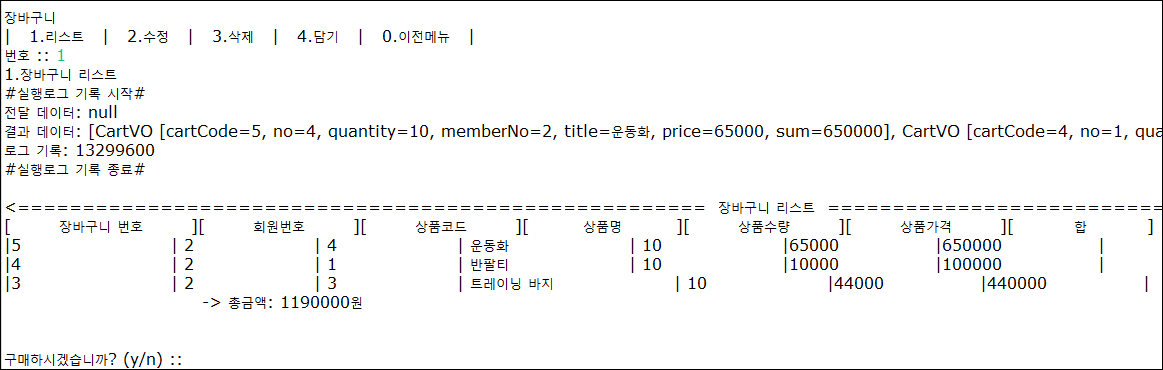 장바구니
|  1.리스트  |  2.수정  |  3.삭제  |  4.담기  |  0.이전메뉴  |
번호 :: 1
1.장바구니 리스트
#실행로그 기록 시작#
전달 데이터: null
결과 데이터: [CartVO [cartCode=5, no=4, quantity=10, memberNo=2, title=운동화, price=65000, sum=650000], CartVO [cartCode=4, no=1, qua
로그 기록: 13299600
#실행로그 기록 종료#
<===================================================== 장바구니 리스트 ==========================
[ 장바구니 번호 ][ 회원번호 ][ 상품코드 ][ 상품명 ][ 상품수량 ][ 상품가격 ][ 합 ]
|5 | 2 | 4 | 운동화 | 10 |65000 |650000 |
|4 | 2 | 1 | 반팔티 | 10 |10000 |100000 |
|3 | 2 | 3 | 트레이닝 바지 | 10 |44000 |440000 |
-> 총금액: 1190000원
구매하시겠습니까? (y/n) ::